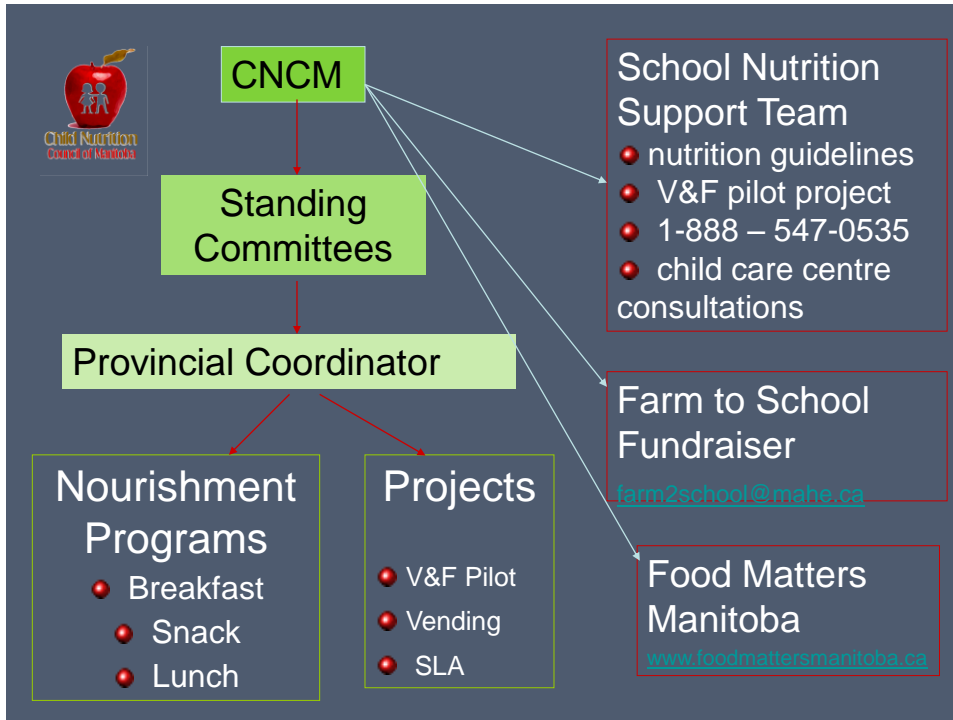 Child Nutrition
Council of Manitoba
CNCM
Standing
Committees
Provincial Coordinator
Nourishment
Programs
Breakfast
Snack
Lunch
Projects
V&F Pilot
Vending
SLA
School Nutrition
Support Team
nutrition guidelines
V&F pilot project
1-888 – 547-0535
child care centre
consultations
Farm to School
Fundraiser
farm2school@mahe.ca
Food Matters
Manitoba
www.foodmattersmanitoba.ca